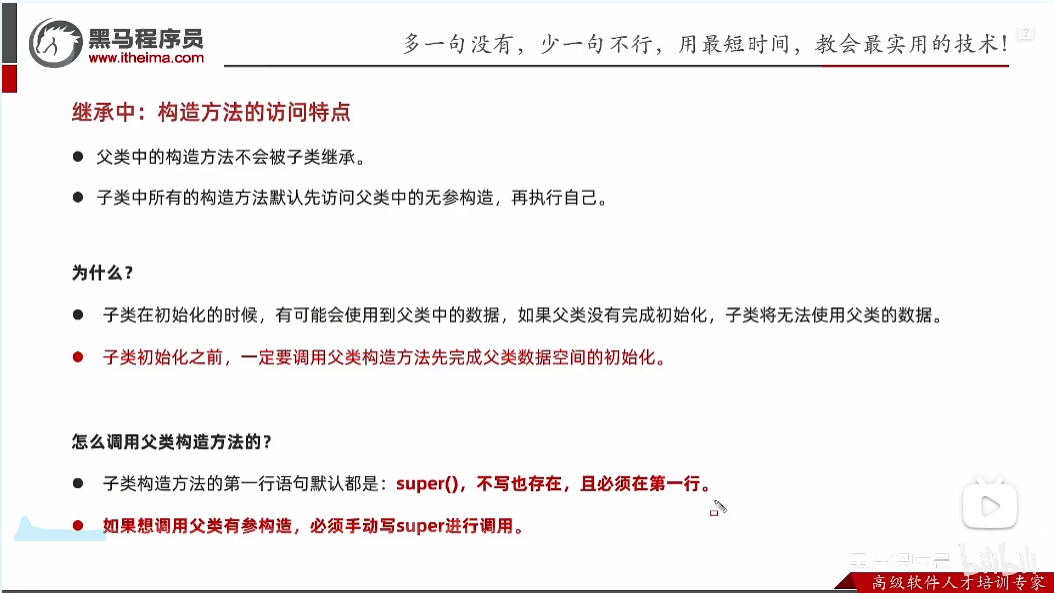 黑马程序员
www.itheima.com
多一句没有，少一句不行，用最短时间，教会最实用的技术！
继承中：构造方法的访问特点
● 父类中的构造方法不会被子类继承。
● 子类中所有的构造方法默认先访问父类中的无参构造，再执行自己。
为什么？
● 子类在初始化的时候，有可能会使用到父类中的数据，如果父类没有完成初始化，子类将无法使用父类的数据。
● 子类初始化之前，一定要调用父类构造方法先完成父类数据空间的初始化。
怎么调用父类构造方法的？
● 子类构造方法的第一行语句默认都是：super()，不写也存在，且必须在第一行。
● 如果想调用父类有参构造，必须手动写super进行调用。
bilibili
高级软件人才培训专家